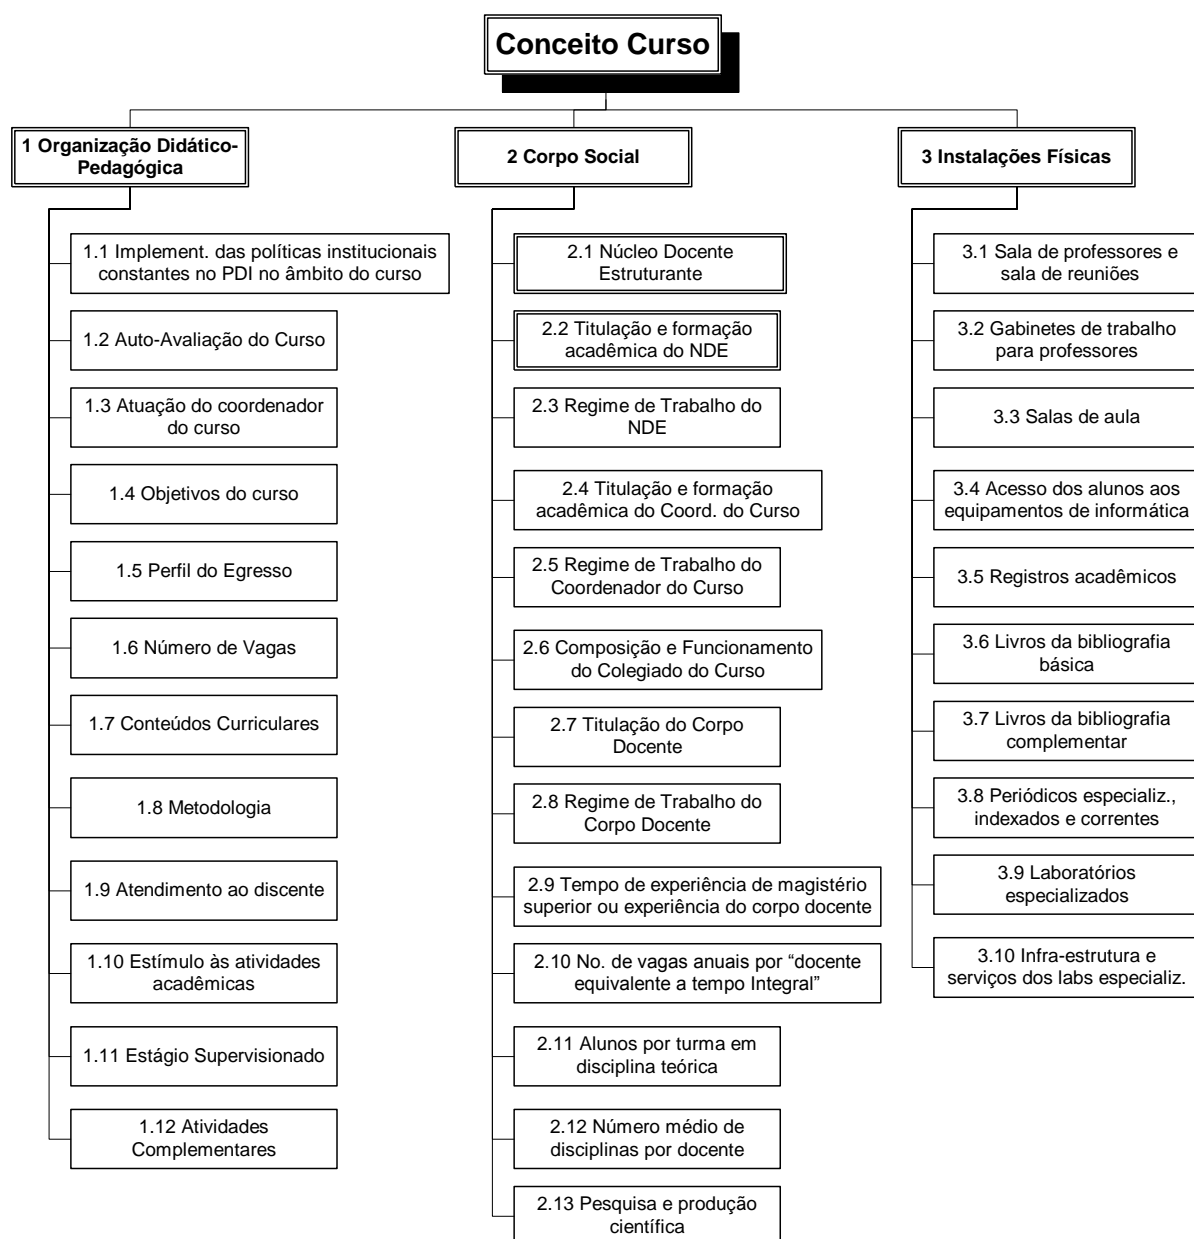 Conceito Curso
1 Organização Didático-
Pedagógica
2 Corpo Social
3 Instalações Físicas
1.1 Implement. das políticas institucionais
constantes no PDI no âmbito do curso
1.2 Auto-Avaliação do Curso
1.3 Atuação do coordenador
do curso
1.4 Objetivos do curso
1.5 Perfil do Egresso
1.6 Número de Vagas
1.7 Conteúdos Curriculares
1.8 Metodologia
1.9 Atendimento ao discente
1.10 Estímulo às atividades
acadêmicas
1.11 Estágio Supervisionado
1.12 Atividades
Complementares
2.1 Núcleo Docente
Estruturante
2.2 Titulação e formação
acadêmica do NDE
2.3 Regime de Trabalho do
NDE
2.4 Titulação e formação
acadêmica do Coord. do Curso
2.5 Regime de Trabalho do
Coordenador do Curso
2.6 Composição e Funcionamento
do Colegiado do Curso
2.7 Titulação do Corpo
Docente
2.8 Regime de Trabalho do
Corpo Docente
2.9 Tempo de experiência de magistério
superior ou experiência do corpo docente
2.10 No. de vagas anuais por “docente
equivalente a tempo Integral”
2.11 Alunos por turma em
disciplina teórica
2.12 Número médio de
disciplinas por docente
2.13 Pesquisa e produção
científica
3.1 Sala de professores e
sala de reuniões
3.2 Gabinetes de trabalho
para professores
3.3 Salas de aula
3.4 Acesso dos alunos aos
equipamentos de informática
3.5 Registros acadêmicos
3.6 Livros da bibliografia
básica
3.7 Livros da bibliografia
complementar
3.8 Periódicos especializ.,
indexados e correntes
3.9 Laboratórios
especializados
3.10 Infra-estrutura e
serviços dos labs especializ.